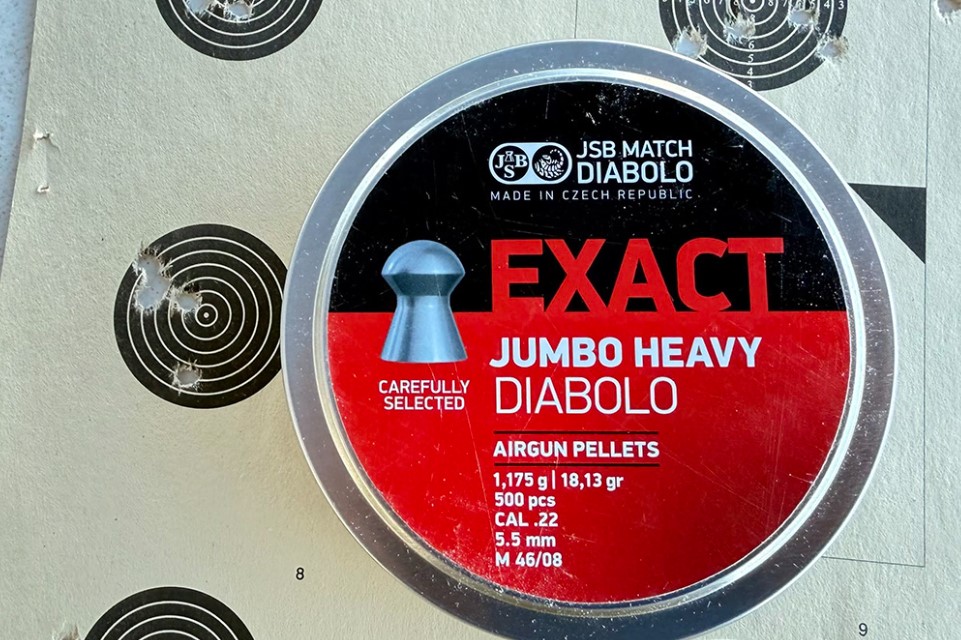 JSB
JSB MATCH
DIABOLO
MADE IN CZECH REPUBLIC
EXACT
JUMBO HEAVY
DIABOLO
CAREFULLY
SELECTED
AIRGUN PELLETS
1,175 g | 18,13 gr
500 pcs
CAL .22
5.5 mm
M 46/08
8
9